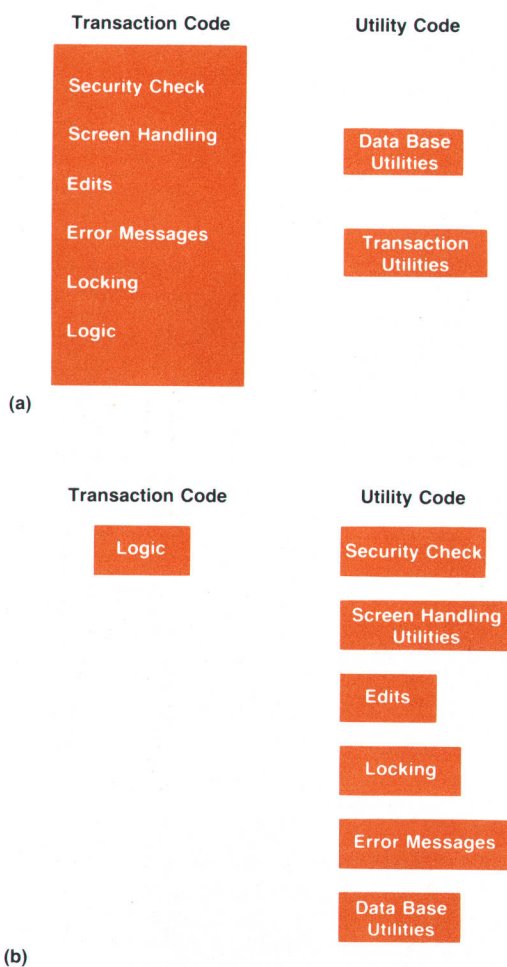 Transaction Code
Utility Code
Security Check
Screen Handling
Edits
Error Messages
Locking
Logic
Data Base
Utilities
Transaction
Utilities
(a)
Transaction Code
Utility Code
Logic
Security Check
Screen Handling
Utilities
Edits
Locking
Error Messages
Data Base
Utilities
(b)